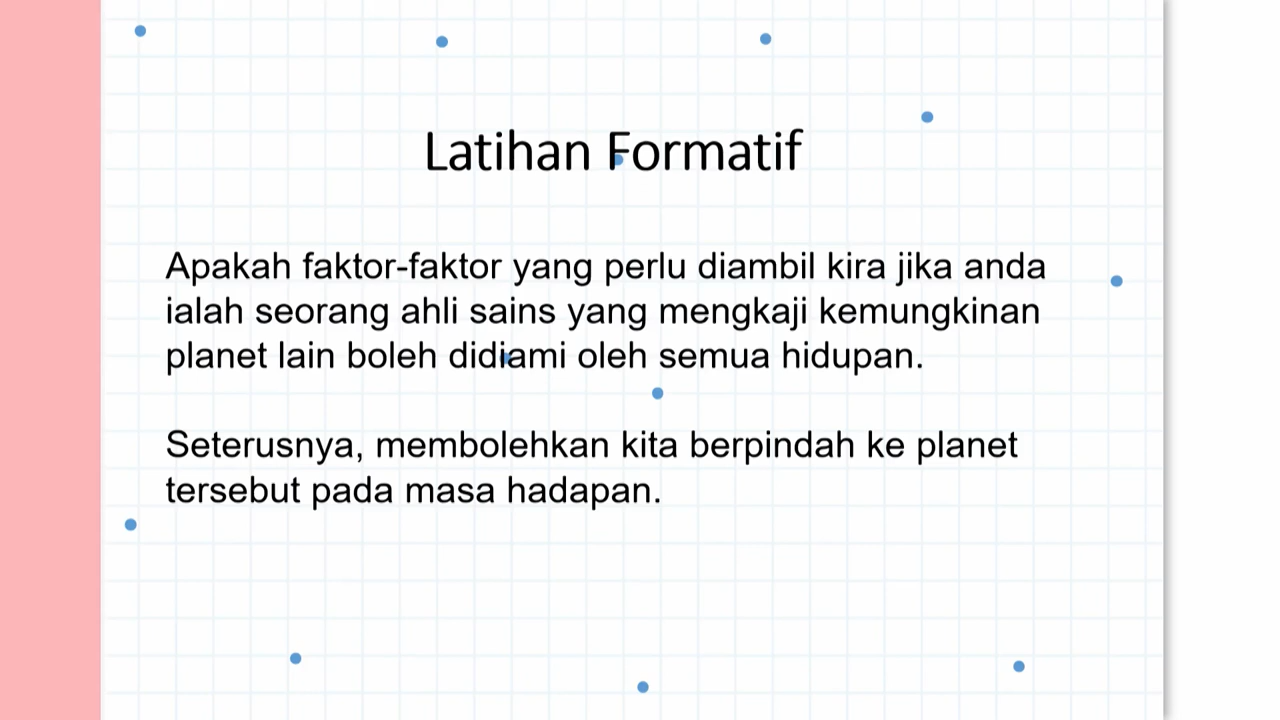 Latihan Formatif
Apakah faktor-faktor yang perlu diambil kira jika anda
ialah seorang ahli sains yang mengkaji kemungkinan
planet lain boleh didiami oleh semua hidupan.
Seterusnya, membolehkan kita berpindah ke planet
tersebut pada masa hadapan.